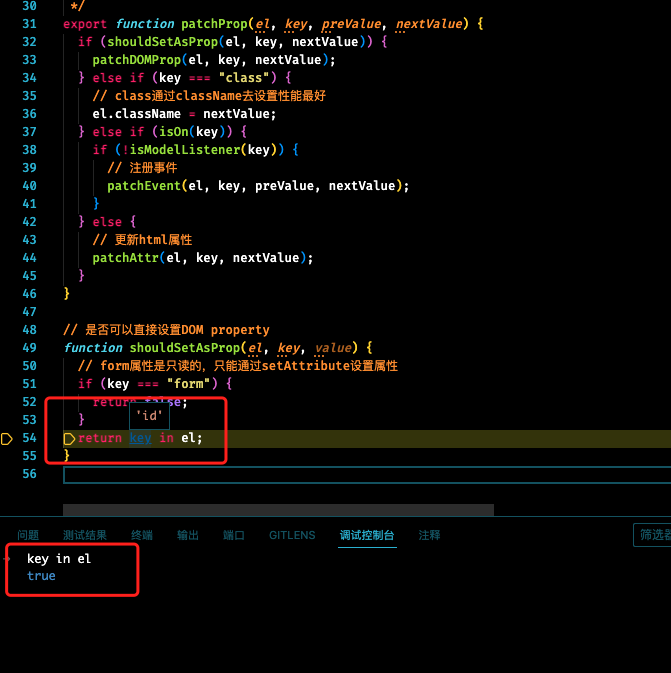 30 */
31 export function patchProp(el, key, preValue, nextValue) {
32 if (shouldSetAsProp(el, key, nextValue)) {
33 patchDOMProp(el, key, nextValue);
34 } else if (key === "class") {
35 // class通过className去设置性能最好
36 el.className = nextValue;
37 } else if (isOn(key)) {
38 if (!isModelListener(key)) {
39 // 注册事件
40 patchEvent(el, key, preValue, nextValue);
41 }
42 } else {
43 // 更新html属性
44 patchAttr(el, key, nextValue);
45 }
46 }
47
48 // 是否可以直接设置DOM property
49 function shouldSetAsProp(el, key, value) {
50 // form属性是只读的，只能通过setAttribute设置属性
51 if (key === "form") {
52 return false;
'id'
53 }
54 return key in el;
55 }
56
问题 测试结果 终端 输出 端口 GITLENS 调试控制台 注释 筛选器
key in el
true